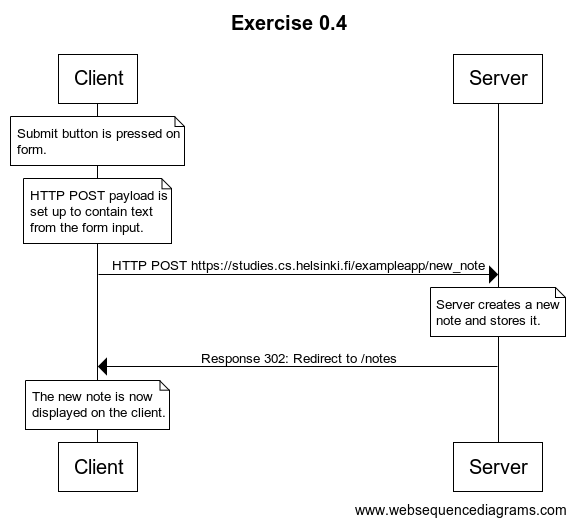 Exercise 0.4
Client
Server
Submit button is pressed on
form.
HTTP POST payload is
set up to contain text
from the form input.
HTTP POST https://studies.cs.helsinki.fi/exampleapp/new_note
Server creates a new
note and stores it.
Response 302: Redirect to /notes
The new note is now
displayed on the client.
Client
Server
www.websequencediagrams.com